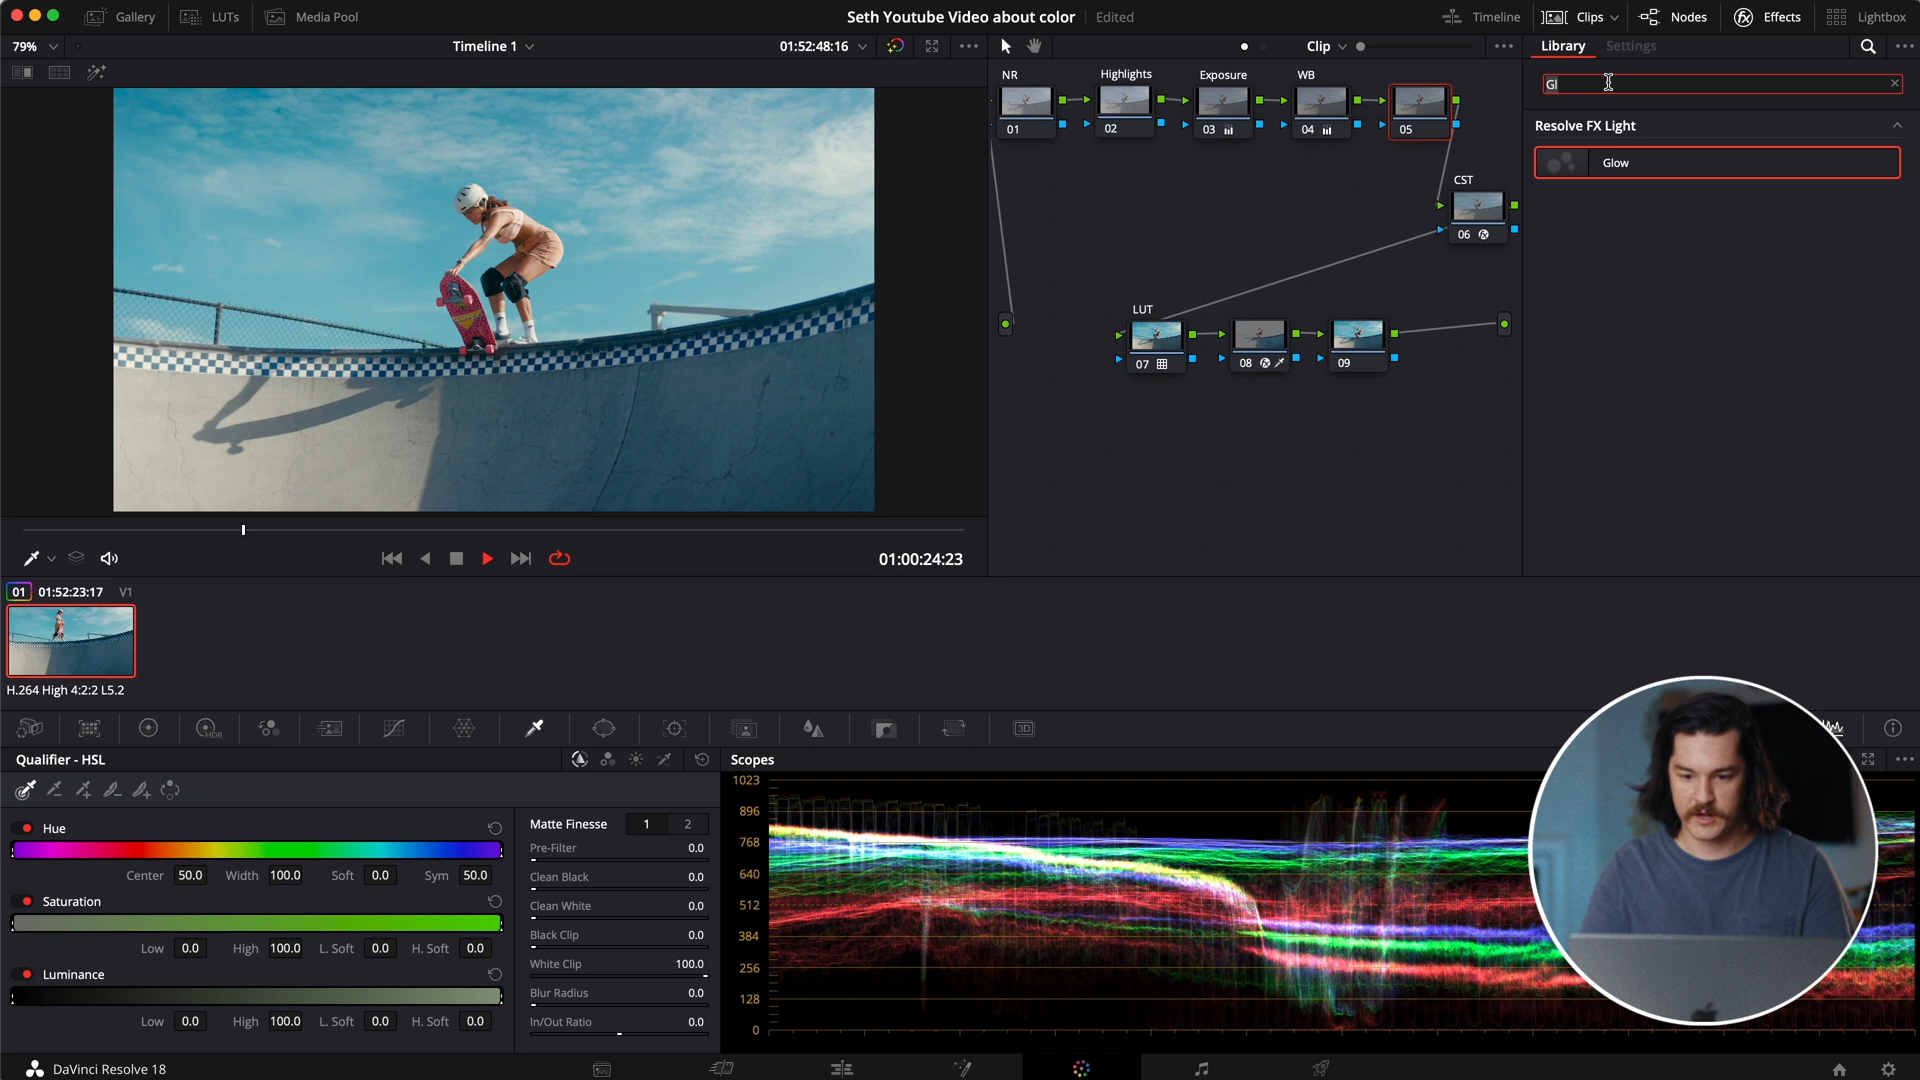 Gallery LUTs Media Pool Seth Youtube Video about color Edited Timeline Clips Nodes Effects Lightbox
79% Timeline 1 01:52:48:16 Clip Library Settings
NR Highlights Exposure WB
01 02 03 04 05
Gl
Resolve FX Light
Glow
CST
06
LUT
07 08 09
01:00:24:23
01 01:52:23:17 V1
H.264 High 4:2:2 L5.2
HDR 3D
Qualifier - HSL
Hue
Center 50.0 Width 100.0 Soft 0.0 Sym 50.0
Saturation
Low 0.0 High 100.0 L. Soft 0.0 H. Soft 0.0
Luminance
Low 0.0 High 100.0 L. Soft 0.0 H. Soft 0.0
Matte Finesse 1 2
Pre-Filter 0.0
Clean Black 0.0
Clean White 0.0
Black Clip 0.0
White Clip 100.0
Blur Radius 0.0
In/Out Ratio 0.0
Scopes
1023
896
768
640
512
384
256
128
0
DaVinci Resolve 18